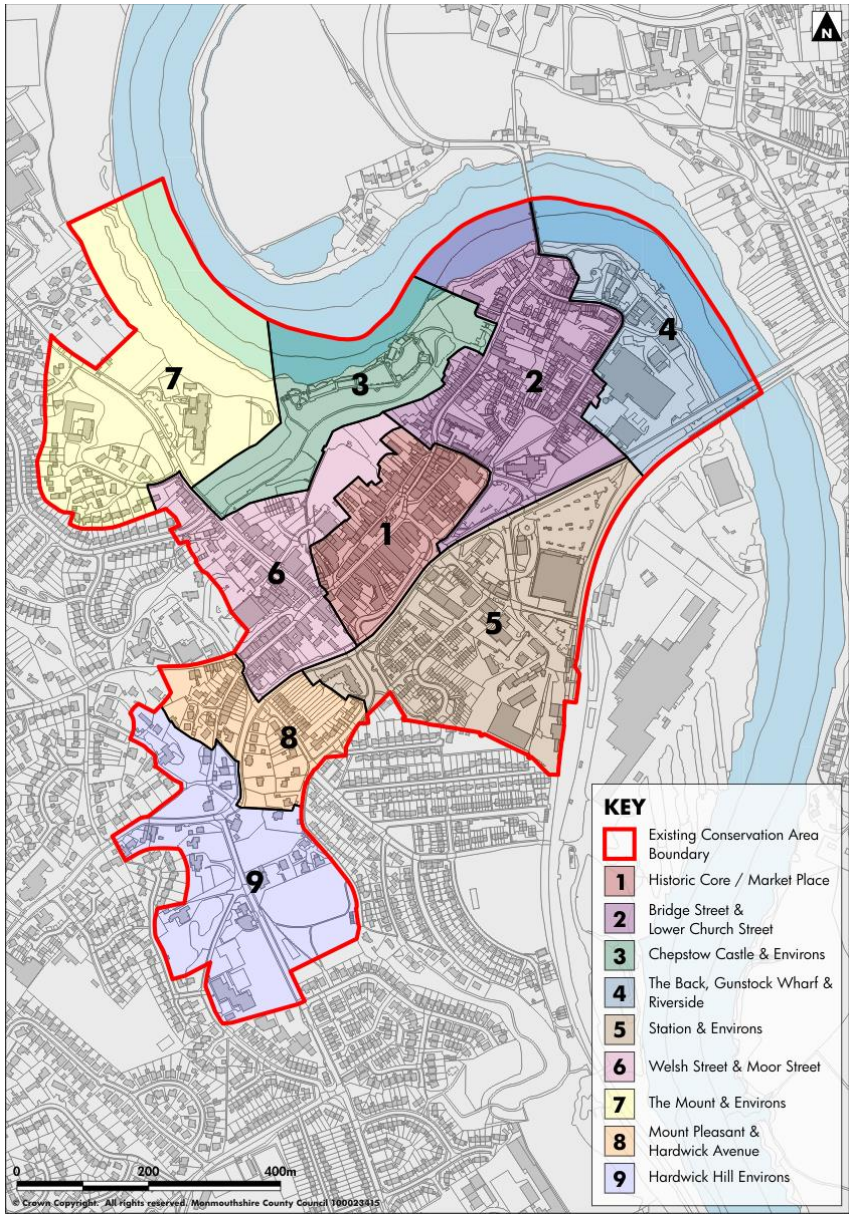 N
7
3
2
4
1
6
5
8
9
KEY
Existing Conservation Area
Boundary
1 Historic Core / Market Place
2 Bridge Street &
Lower Church Street
3 Chepstow Castle & Environs
4 The Back, Gunstock Wharf &
Riverside
5 Station & Environs
6 Welsh Street & Moor Street
7 The Mount & Environs
8 Mount Pleasant &
Hardwick Avenue
9 Hardwick Hill Environs
0 200 400m
© Crown Copyright. All rights reserved. Monmouthshire County Council 100023415